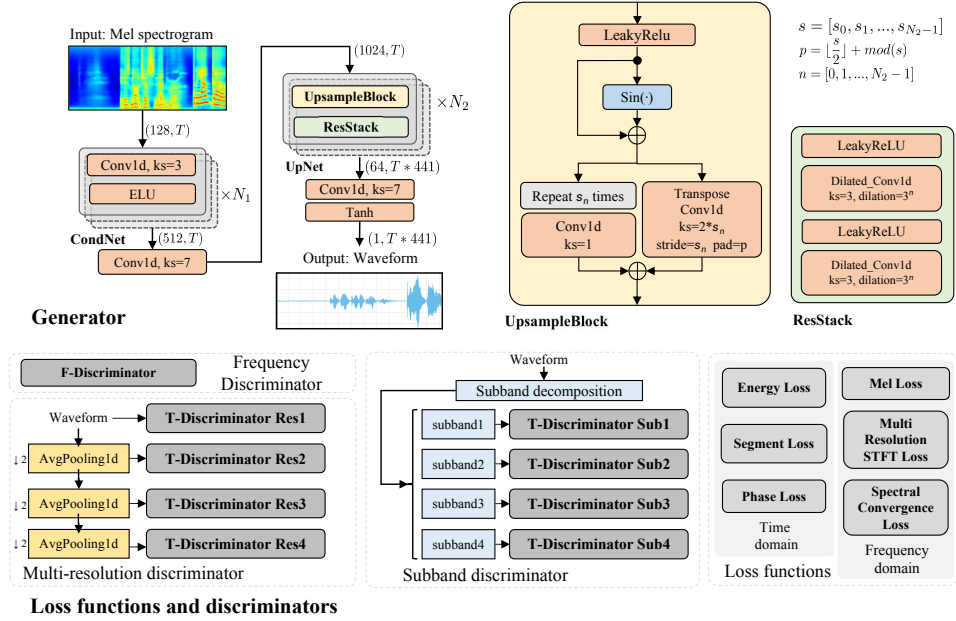 Input: Mel spectrogram
(128, T)
Conv1d, ks=3
ELU
×N₁
CondNet
(512, T)
Conv1d, ks=7
(1024, T)
UpsampleBlock
ResStack
×N₂
UpNet
(64, T * 441)
Conv1d, ks=7
Tanh
(1, T * 441)
Output: Waveform
Generator
LeakyRelu
Sin(·)
Repeat sₙ times
Conv1d
ks=1
Transpose
Conv1d
ks=2*sₙ
stride=sₙ pad=p
UpsampleBlock
s = [s₀, s₁, ..., s_{N₂−1}]
p = ⌊s/2⌋ + mod(s)
n = [0, 1, ..., N₂ − 1]
LeakyReLU
Dilated_Conv1d
ks=3, dilation=3ⁿ
LeakyReLU
Dilated_Conv1d
ks=3, dilation=3ⁿ
ResStack
F-Discriminator
Frequency
Discriminator
Waveform
T-Discriminator Res1
↓2
AvgPooling1d
T-Discriminator Res2
↓2
AvgPooling1d
T-Discriminator Res3
↓2
AvgPooling1d
T-Discriminator Res4
Multi-resolution discriminator
Waveform
Subband decomposition
subband1
T-Discriminator Sub1
subband2
T-Discriminator Sub2
subband3
T-Discriminator Sub3
subband4
T-Discriminator Sub4
Subband discriminator
Energy Loss
Segment Loss
Phase Loss
Time
domain
Mel Loss
Multi
Resolution
STFT Loss
Spectral
Convergence
Loss
Frequency
domain
Loss functions
Loss functions and discriminators